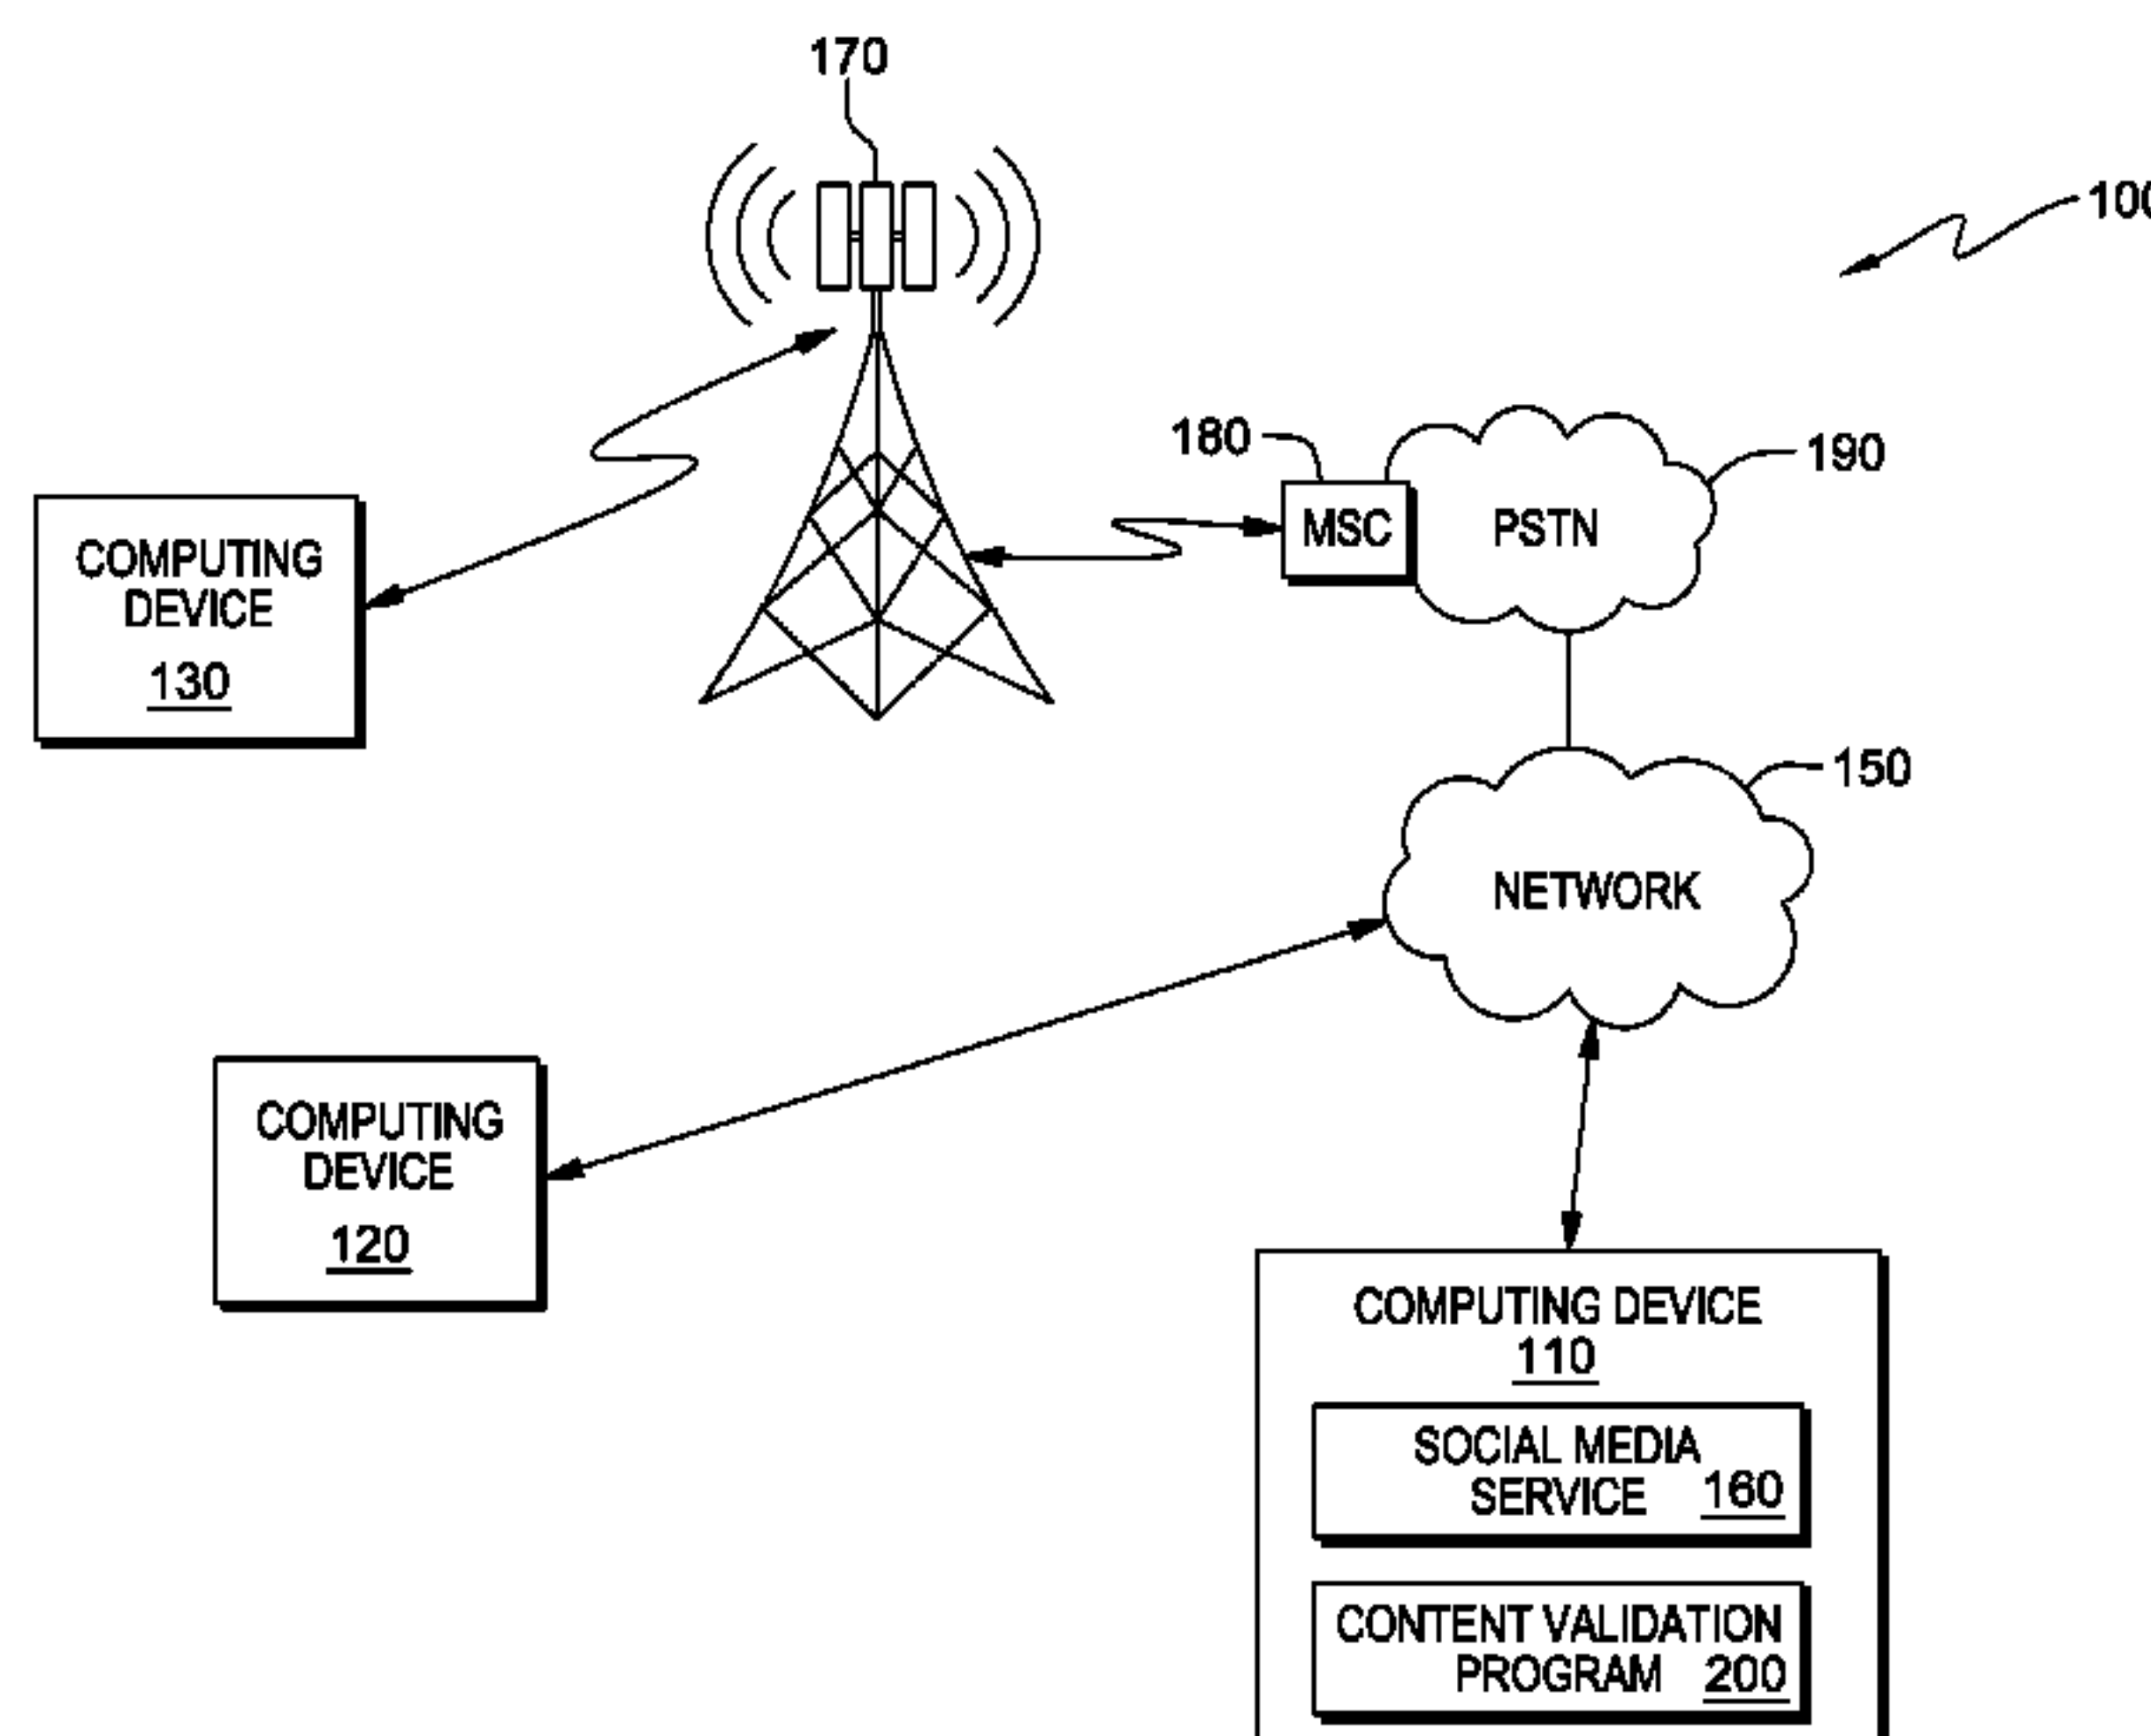 170
100
180
190
MSC
PSTN
COMPUTING
DEVICE
130
150
NETWORK
COMPUTING
DEVICE
120
COMPUTING DEVICE
110
SOCIAL MEDIA
SERVICE 160
CONTENT VALIDATION
PROGRAM 200